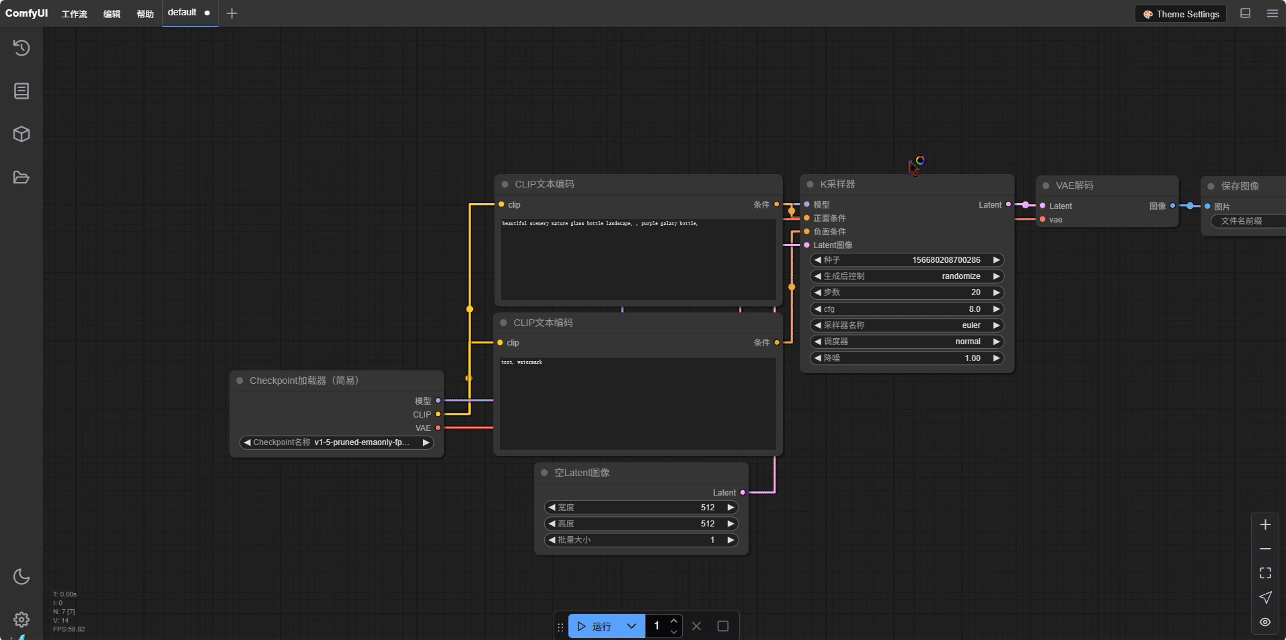 ComfyUI 工作流 编辑 帮助 default Theme Settings
CLIP文本编码
clip 条件
beautiful scenery nature glass bottle landscape, , purple galaxy bottle,
CLIP文本编码
clip 条件
text, watermark
Checkpoint加载器（简易）
模型
CLIP
VAE
Checkpoint名称 v1-5-pruned-emaonly-fp...
空Latent图像
Latent
宽度 512
高度 512
批量大小 1
K采样器
模型 Latent
正面条件
负面条件
Latent图像
种子 156680208700286
生成后控制 randomize
步数 20
cfg 8.0
采样器名称 euler
调度器 normal
降噪 1.00
VAE解码
Latent 图像
vae
保存图像
图片
文件名前缀
T: 0.00s
I: 0
N: 7 [7]
V: 14
FPS:58.82
运行 1